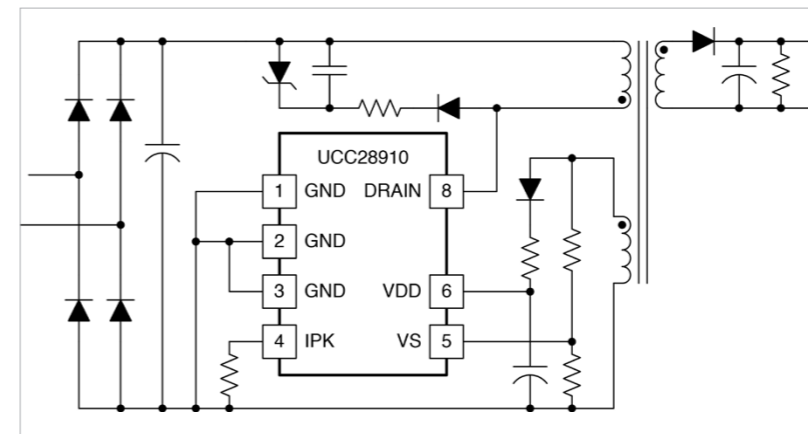 UCC28910
1 GND DRAIN 8
2 GND
3 GND VDD 6
4 IPK VS 5